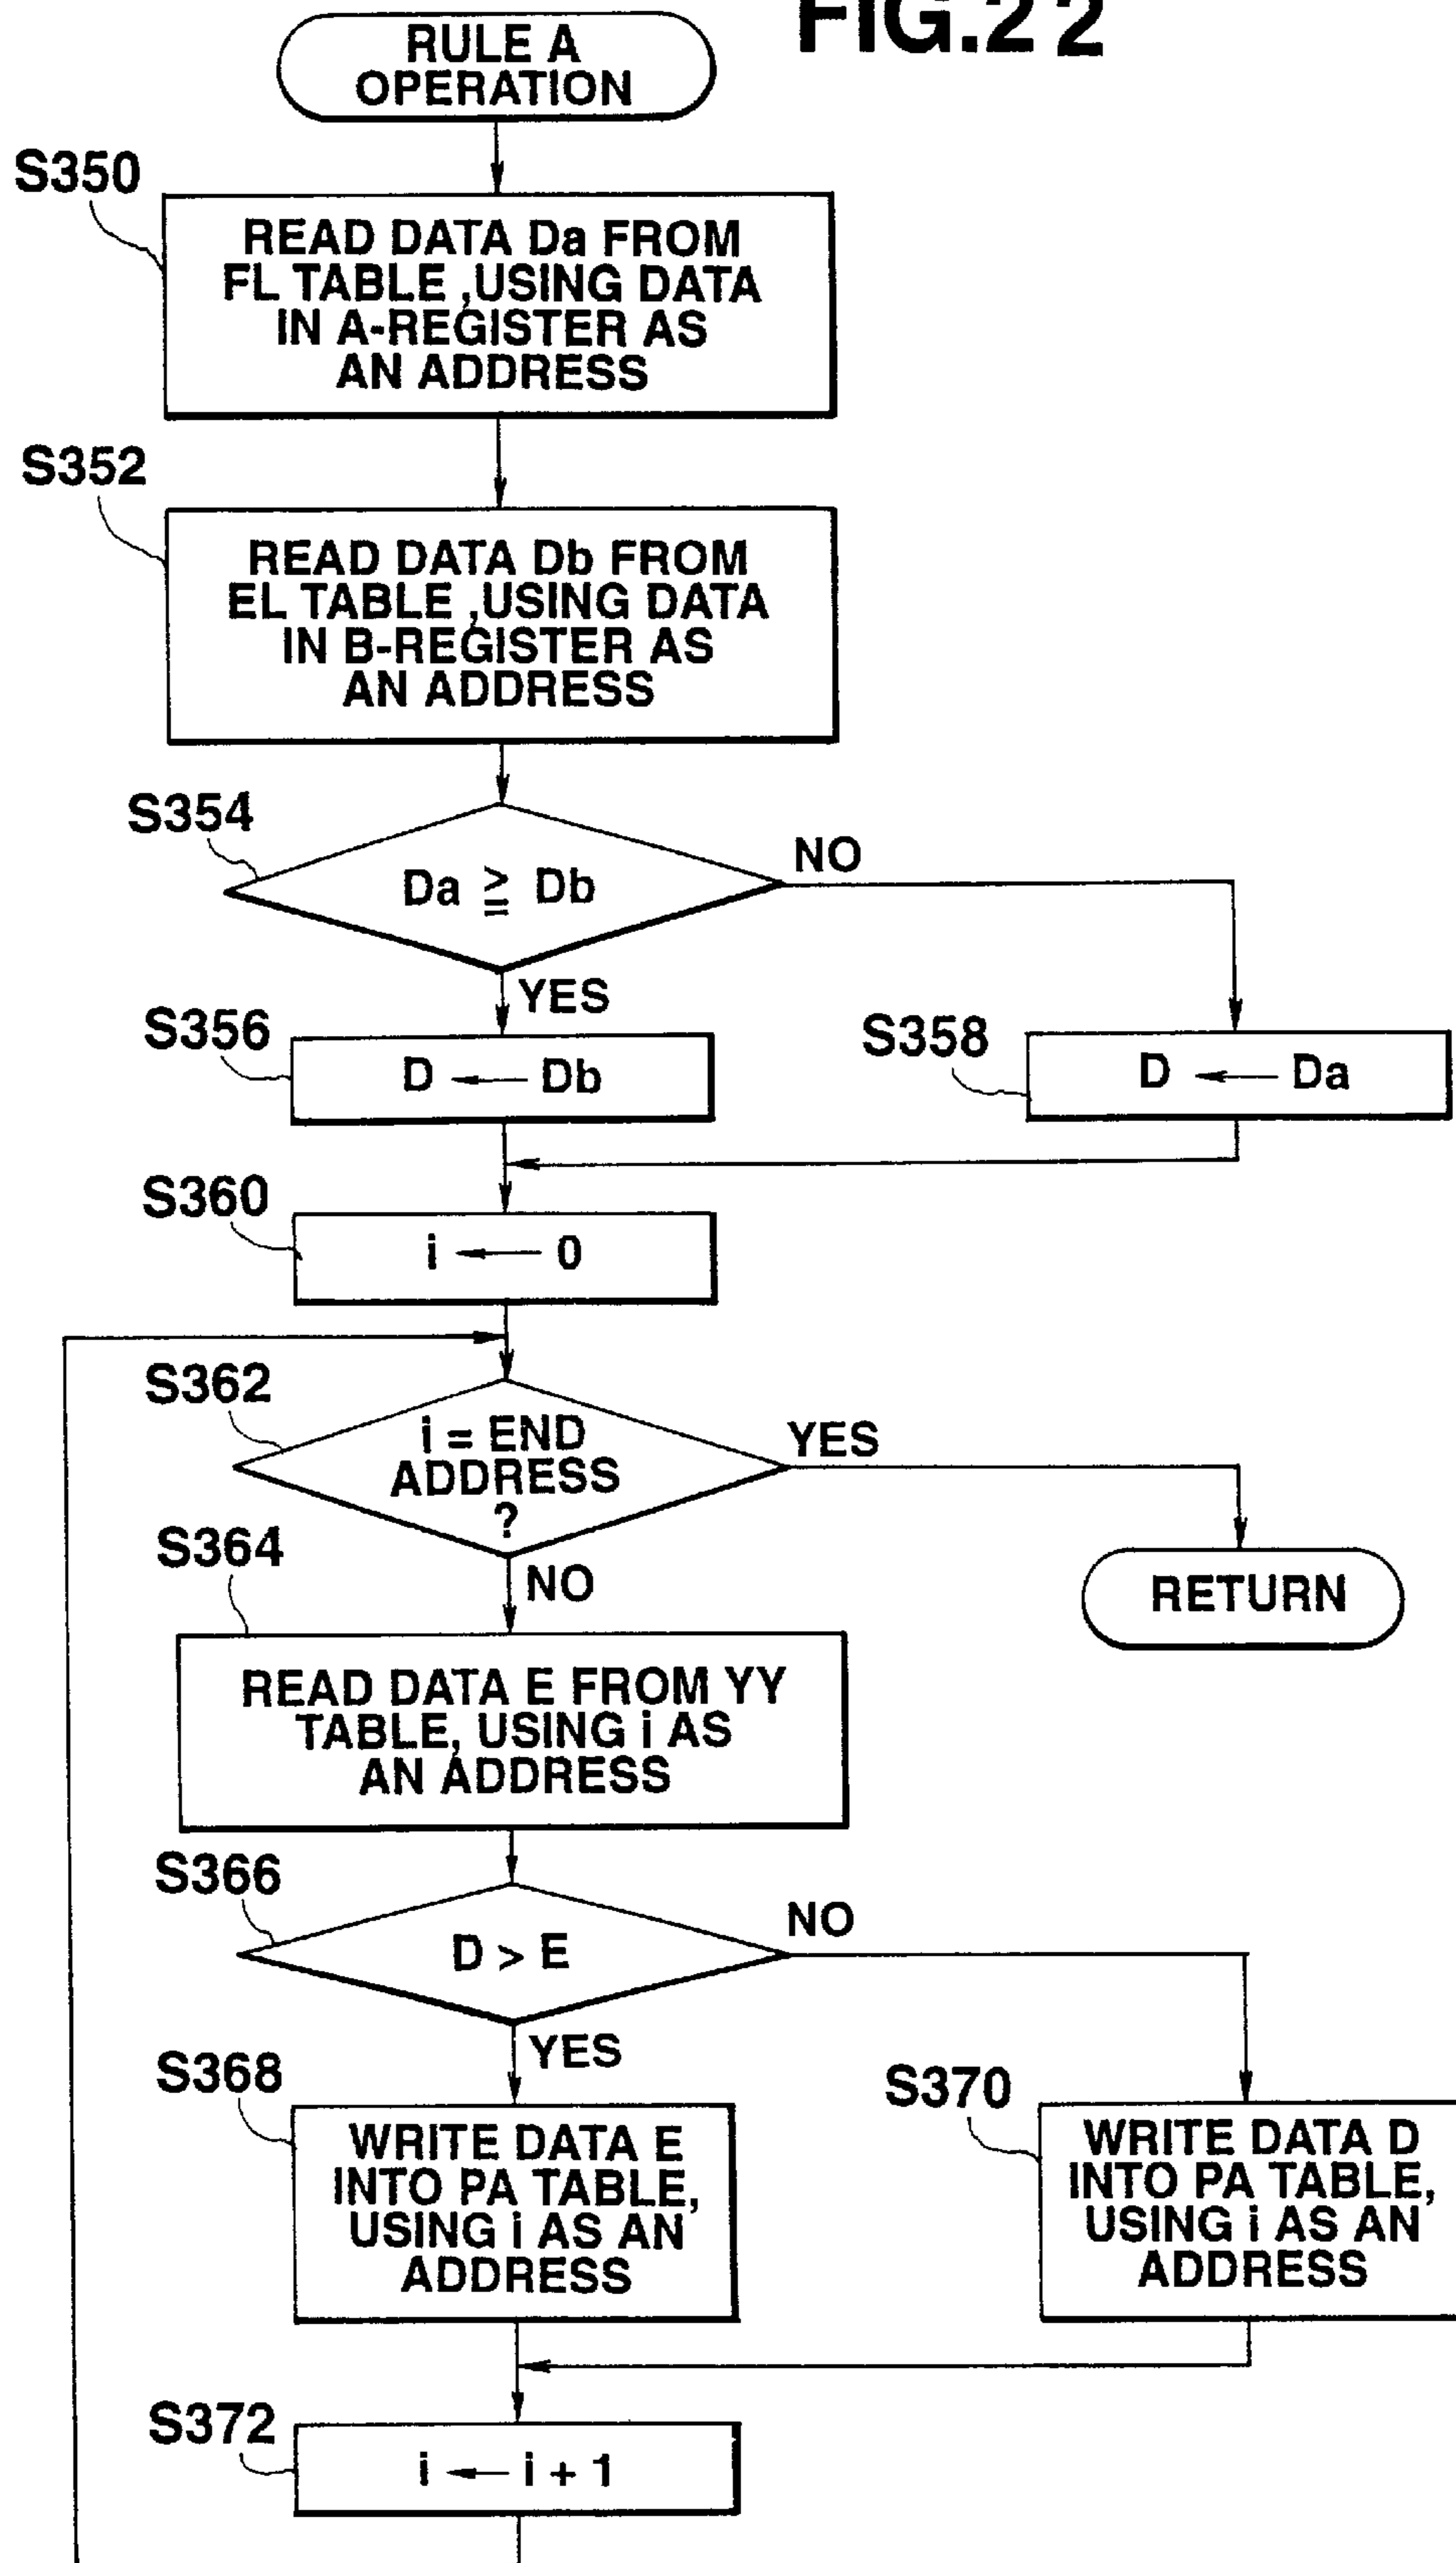 FIG.22
RULE A
OPERATION
S350
READ DATA Da FROM
FL TABLE ,USING DATA
IN A-REGISTER AS
AN ADDRESS
S352
READ DATA Db FROM
EL TABLE ,USING DATA
IN B-REGISTER AS
AN ADDRESS
S354
Da ≧ Db
NO
YES
S356
D ← Db
S358
D ← Da
S360
i ← 0
S362
i = END
ADDRESS
?
YES
NO
RETURN
S364
READ DATA E FROM YY
TABLE, USING i AS
AN ADDRESS
S366
D > E
NO
YES
S368
WRITE DATA E
INTO PA TABLE,
USING i AS AN
ADDRESS
S370
WRITE DATA D
INTO PA TABLE,
USING i AS AN
ADDRESS
S372
i ← i + 1